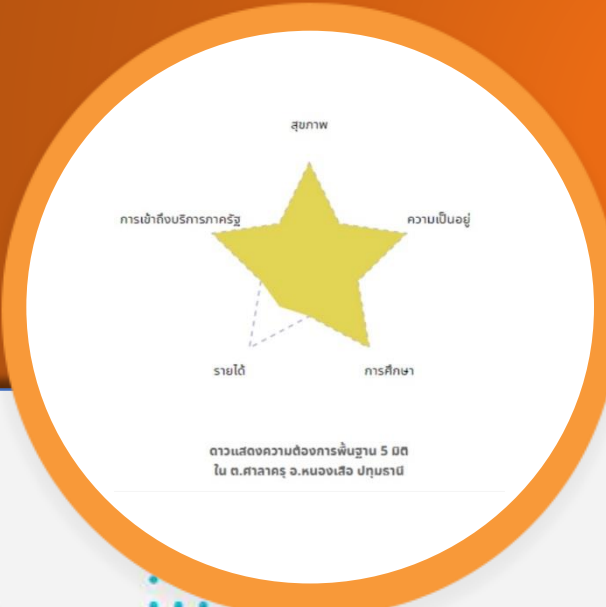 สุขภาพ
การเข้าถึงบริการภาครัฐ
ความเป็นอยู่
รายได้
การศึกษา
ดาวแสดงความต้องการพื้นฐาน 5 มิติ
ใน ต.ศาลาครุ อ.หนองเสือ ปทุมธานี